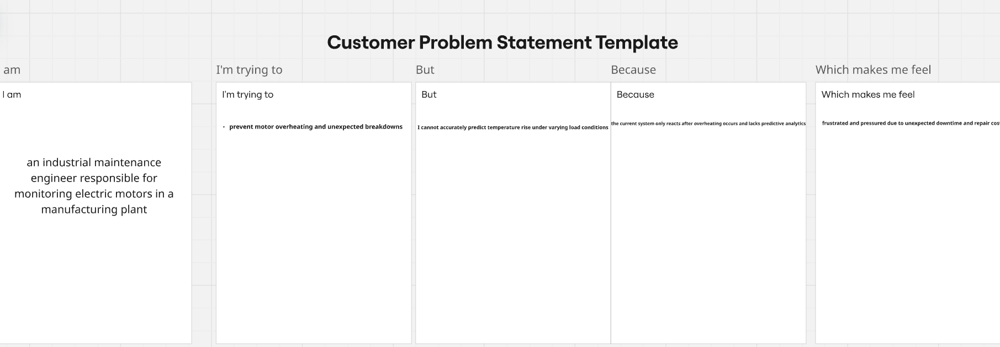 Customer Problem Statement Template
am
I'm trying to
But
Because
Which makes me feel
I am
an industrial maintenance
engineer responsible for
monitoring electric motors in a
manufacturing plant
I'm trying to
· prevent motor overheating and unexpected breakdowns
But
I cannot accurately predict temperature rise under varying load conditions
Because
the current system only reacts after overheating occurs and lacks predictive analytics
Which makes me feel
frustrated and pressured due to unexpected downtime and repair